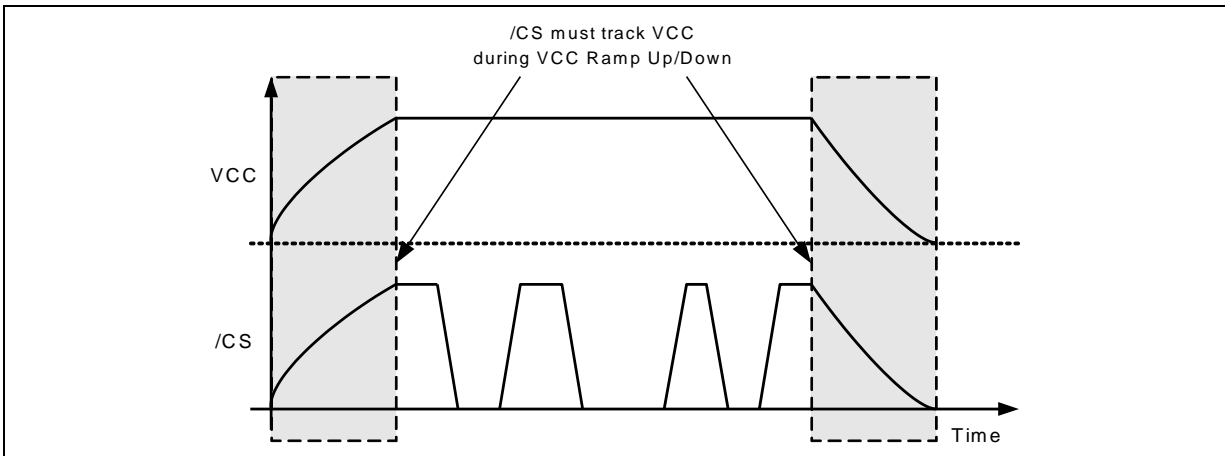 /CS must track VCC
during VCC Ramp Up/Down
VCC
/CS
Time